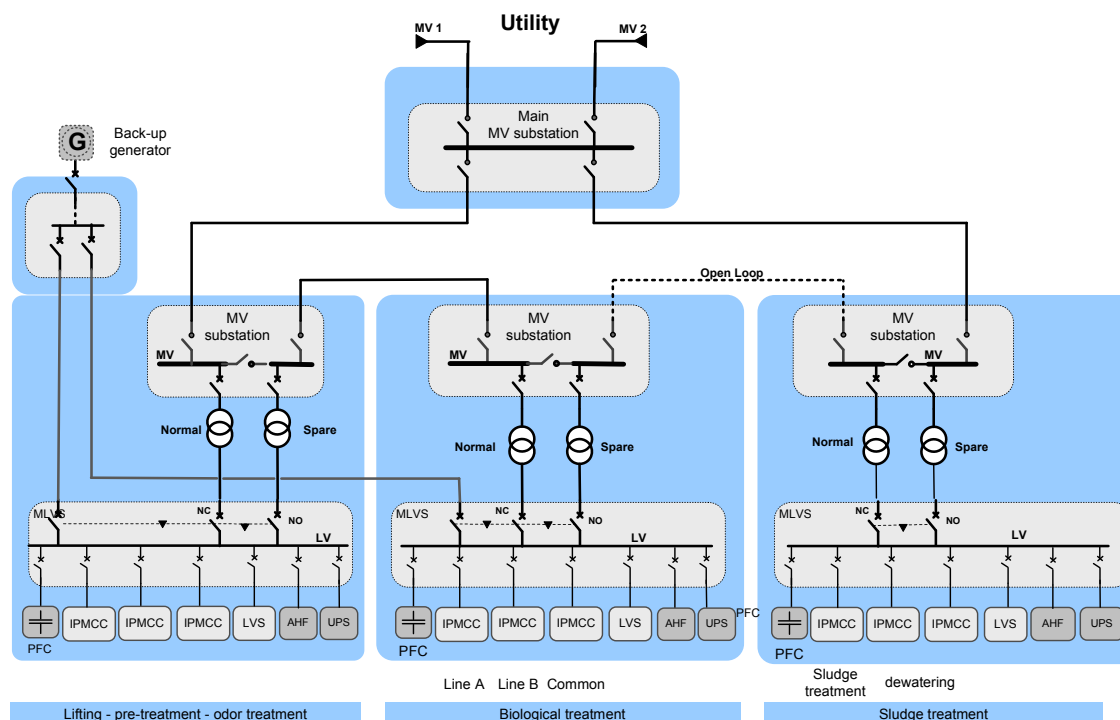 Utility
MV 1
MV 2
Main
MV substation
G
Back-up
generator
Open Loop
MV
substation
MV
MV
substation
MV
MV
substation
MV
Normal
Spare
Normal
Spare
Normal
Spare
MLVS
NC
NO
LV
MLVS
NC
NO
LV
MLVS
NC
NO
LV
IPMCC
IPMCC
IPMCC
LVS
AHF
UPS
PFC
IPMCC
IPMCC
IPMCC
LVS
AHF
UPS
PFC
PFC
IPMCC
IPMCC
IPMCC
LVS
AHF
UPS
PFC
Line A Line B Common
Sludge
treatment
dewatering
Lifting - pre-treatment - odor treatment
Biological treatment
Sludge treatment